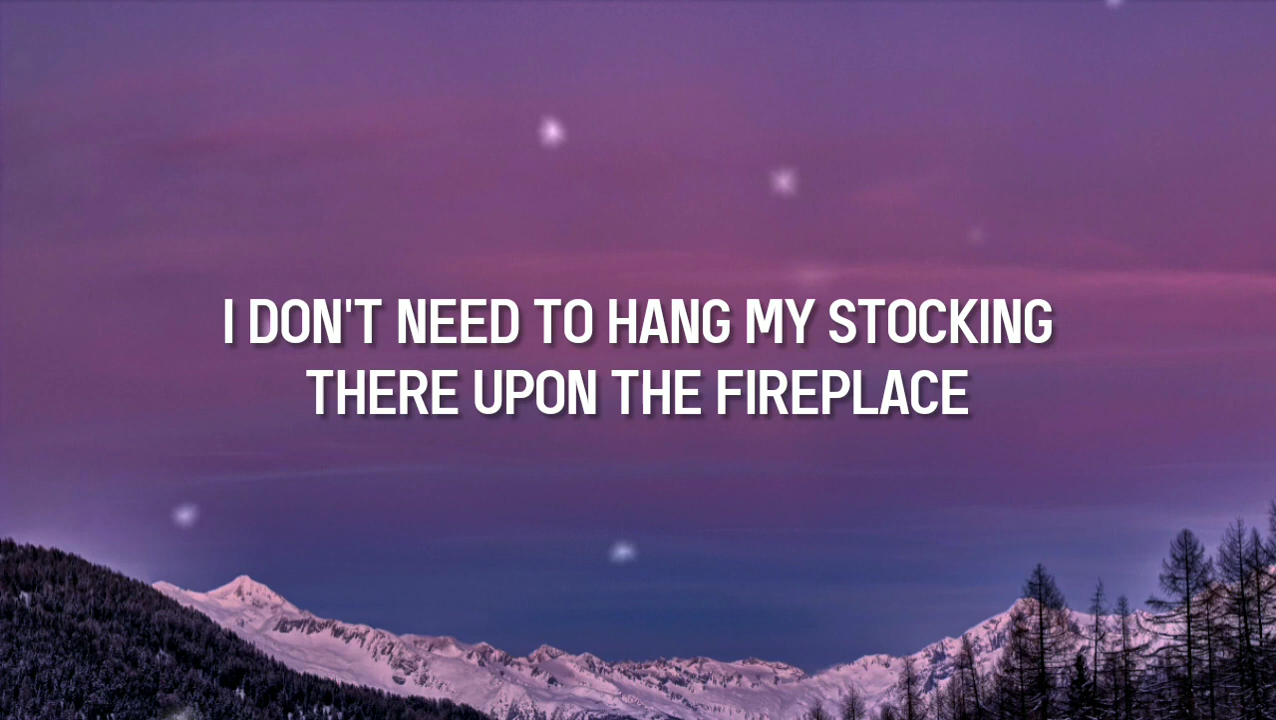 I DON'T NEED TO HANG MY STOCKING
THERE UPON THE FIREPLACE